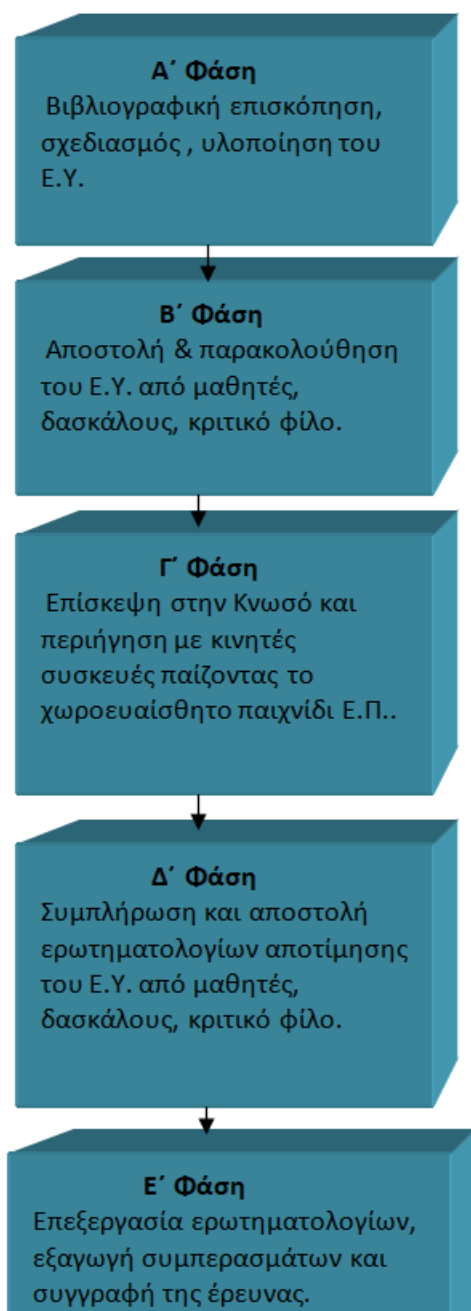 Α΄ Φάση
Βιβλιογραφική επισκόπηση,
σχεδιασμός , υλοποίηση του
Ε.Υ.
Β΄ Φάση
Αποστολή & παρακολούθηση
του Ε.Υ. από μαθητές,
δασκάλους, κριτικό φίλο.
Γ΄ Φάση
Επίσκεψη στην Κνωσό και
περιήγηση με κινητές
συσκευές παίζοντας το
χωροευαίσθητο παιχνίδι Ε.Π..
Δ΄ Φάση
Συμπλήρωση και αποστολή
ερωτηματολογίων αποτίμησης
του Ε.Υ. από μαθητές,
δασκάλους, κριτικό φίλο.
Ε΄ Φάση
Επεξεργασία ερωτηματολογίων,
εξαγωγή συμπερασμάτων και
συγγραφή της έρευνας.